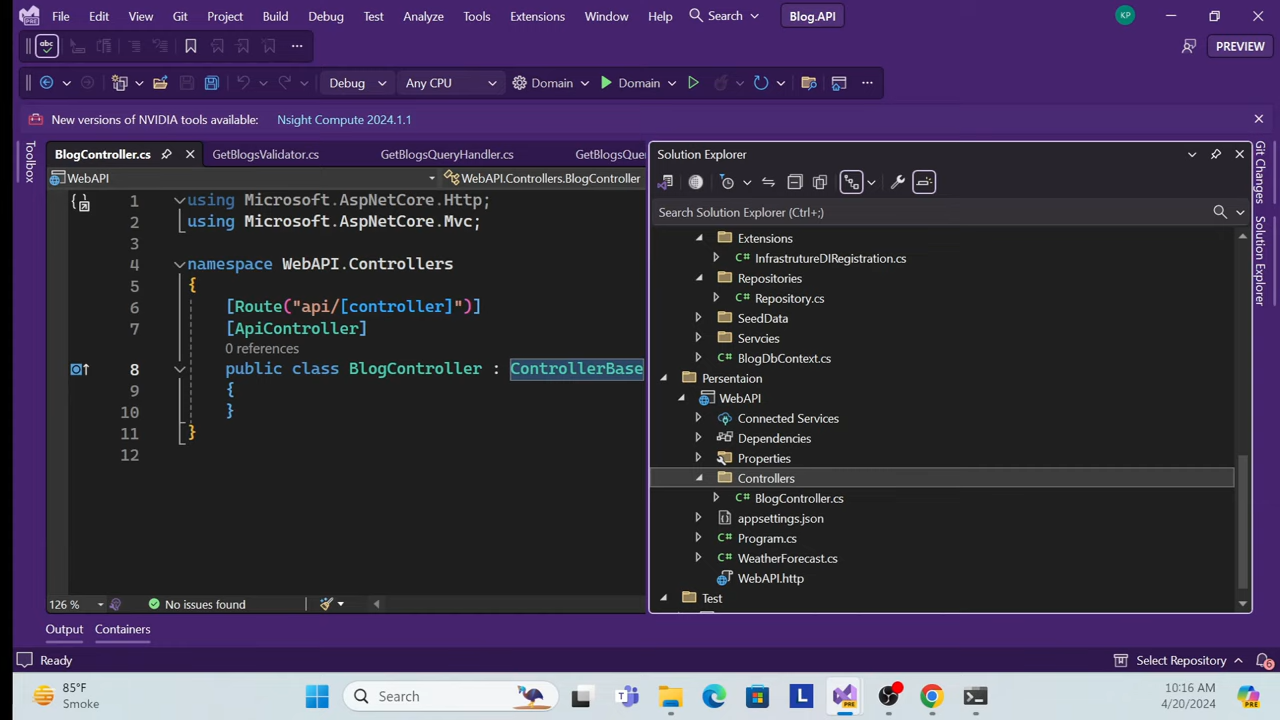 File Edit View Git Project Build Debug Test Analyze Tools Extensions Window Help Search Blog.API KP
abc PREVIEW
Debug Any CPU Domain Domain
New versions of NVIDIA tools available: Nsight Compute 2024.1.1
Toolbox
BlogController.cs GetBlogsValidator.cs GetBlogsQueryHandler.cs GetBlogsQue
WebAPI WebAPI.Controllers.BlogController
1 using Microsoft.AspNetCore.Http;
2 using Microsoft.AspNetCore.Mvc;
3
4 namespace WebAPI.Controllers
5 {
6 [Route("api/[controller]")]
7 [ApiController]
0 references
8 public class BlogController : ControllerBase
9 {
10 }
11 }
12
126 % No issues found
Solution Explorer
Search Solution Explorer (Ctrl+;)
Extensions
C# InfrastrutureDIRegistration.cs
Repositories
C# Repository.cs
SeedData
Servcies
C# BlogDbContext.cs
Persentaion
WebAPI
Connected Services
Dependencies
Properties
Controllers
C# BlogController.cs
appsettings.json
C# Program.cs
C# WeatherForecast.cs
WebAPI.http
Test
Git Changes
Solution Explorer
Output Containers
Ready Select Repository 6
85°F
Smoke
Search
L
PRE
10:16 AM
4/20/2024
PRE